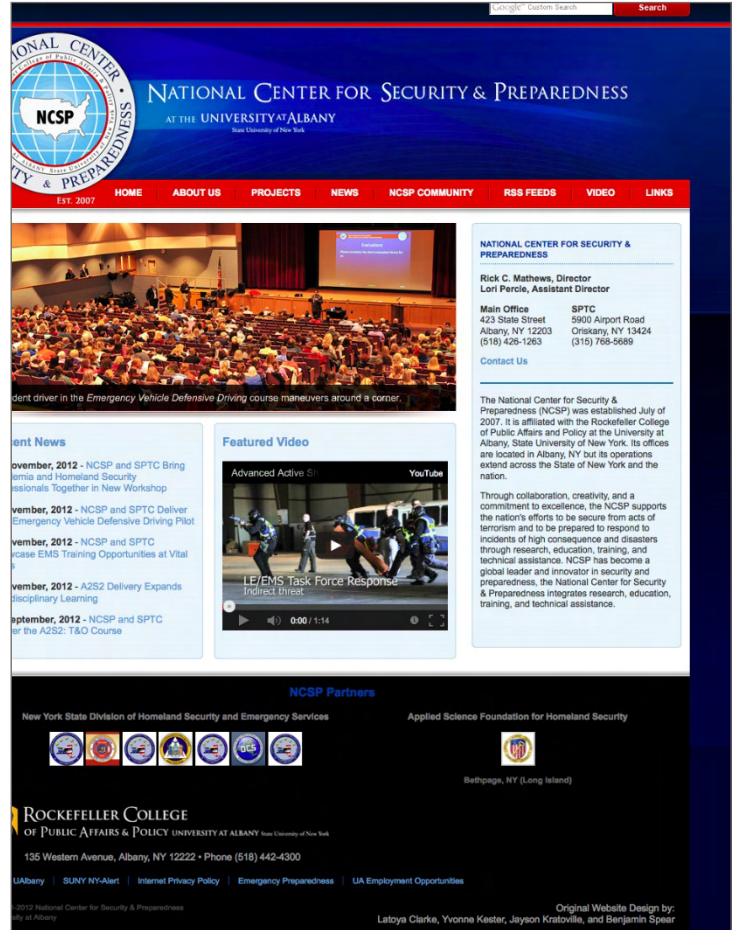 Google™ Custom Search
Search
NCSP
EST. 2007
NATIONAL CENTER FOR SECURITY & PREPAREDNESS
AT THE UNIVERSITY AT ALBANY
State University of New York
HOME ABOUT US PROJECTS NEWS NCSP COMMUNITY RSS FEEDS VIDEO LINKS
Evaluations
dent driver in the Emergency Vehicle Defensive Driving course maneuvers around a corner.
NATIONAL CENTER FOR SECURITY &
PREPAREDNESS
Rick C. Mathews, Director
Lori Percle, Assistant Director
Main Office
423 State Street
Albany, NY 12203
(518) 426-1263
SPTC
5900 Airport Road
Oriskany, NY 13424
(315) 768-5689
Contact Us
The National Center for Security &
Preparedness (NCSP) was established July of
2007. It is affiliated with the Rockefeller College
of Public Affairs and Policy at the University at
Albany, State University of New York. Its offices
are located in Albany, NY but its operations
extend across the State of New York and the
nation.
Through collaboration, creativity, and a
commitment to excellence, the NCSP supports
the nation's efforts to be secure from acts of
terrorism and to be prepared to respond to
incidents of high consequence and disasters
through research, education, training, and
technical assistance. NCSP has become a
global leader and innovator in security and
preparedness, the National Center for Security
& Preparedness integrates research, education,
training, and technical assistance.
ent News
ovember, 2012 - NCSP and SPTC Bring
emia and Homeland Security
essionals Together in New Workshop
vember, 2012 - NCSP and SPTC Deliver
Emergency Vehicle Defensive Driving Pilot
vember, 2012 - NCSP and SPTC
wcase EMS Training Opportunities at Vital
s
vember, 2012 - A2S2 Delivery Expands
disciplinary Learning
eptember, 2012 - NCSP and SPTC
er the A2S2: T&O Course
Featured Video
Advanced Active Sh
YouTube
LE/EMS Task Force Response
Indirect threat
0:00 / 1:14
NCSP Partners
New York State Division of Homeland Security and Emergency Services
Applied Science Foundation for Homeland Security
OCS
Bethpage, NY (Long Island)
ROCKEFELLER COLLEGE
OF PUBLIC AFFAIRS & POLICY UNIVERSITY AT ALBANY State University of New York
135 Western Avenue, Albany, NY 12222 • Phone (518) 442-4300
UAlbany | SUNY NY-Alert | Internet Privacy Policy | Emergency Preparedness | UA Employment Opportunities
-2012 National Center for Security & Preparedness
sity at Albany
Original Website Design by:
Latoya Clarke, Yvonne Kester, Jayson Kratoville, and Benjamin Spear